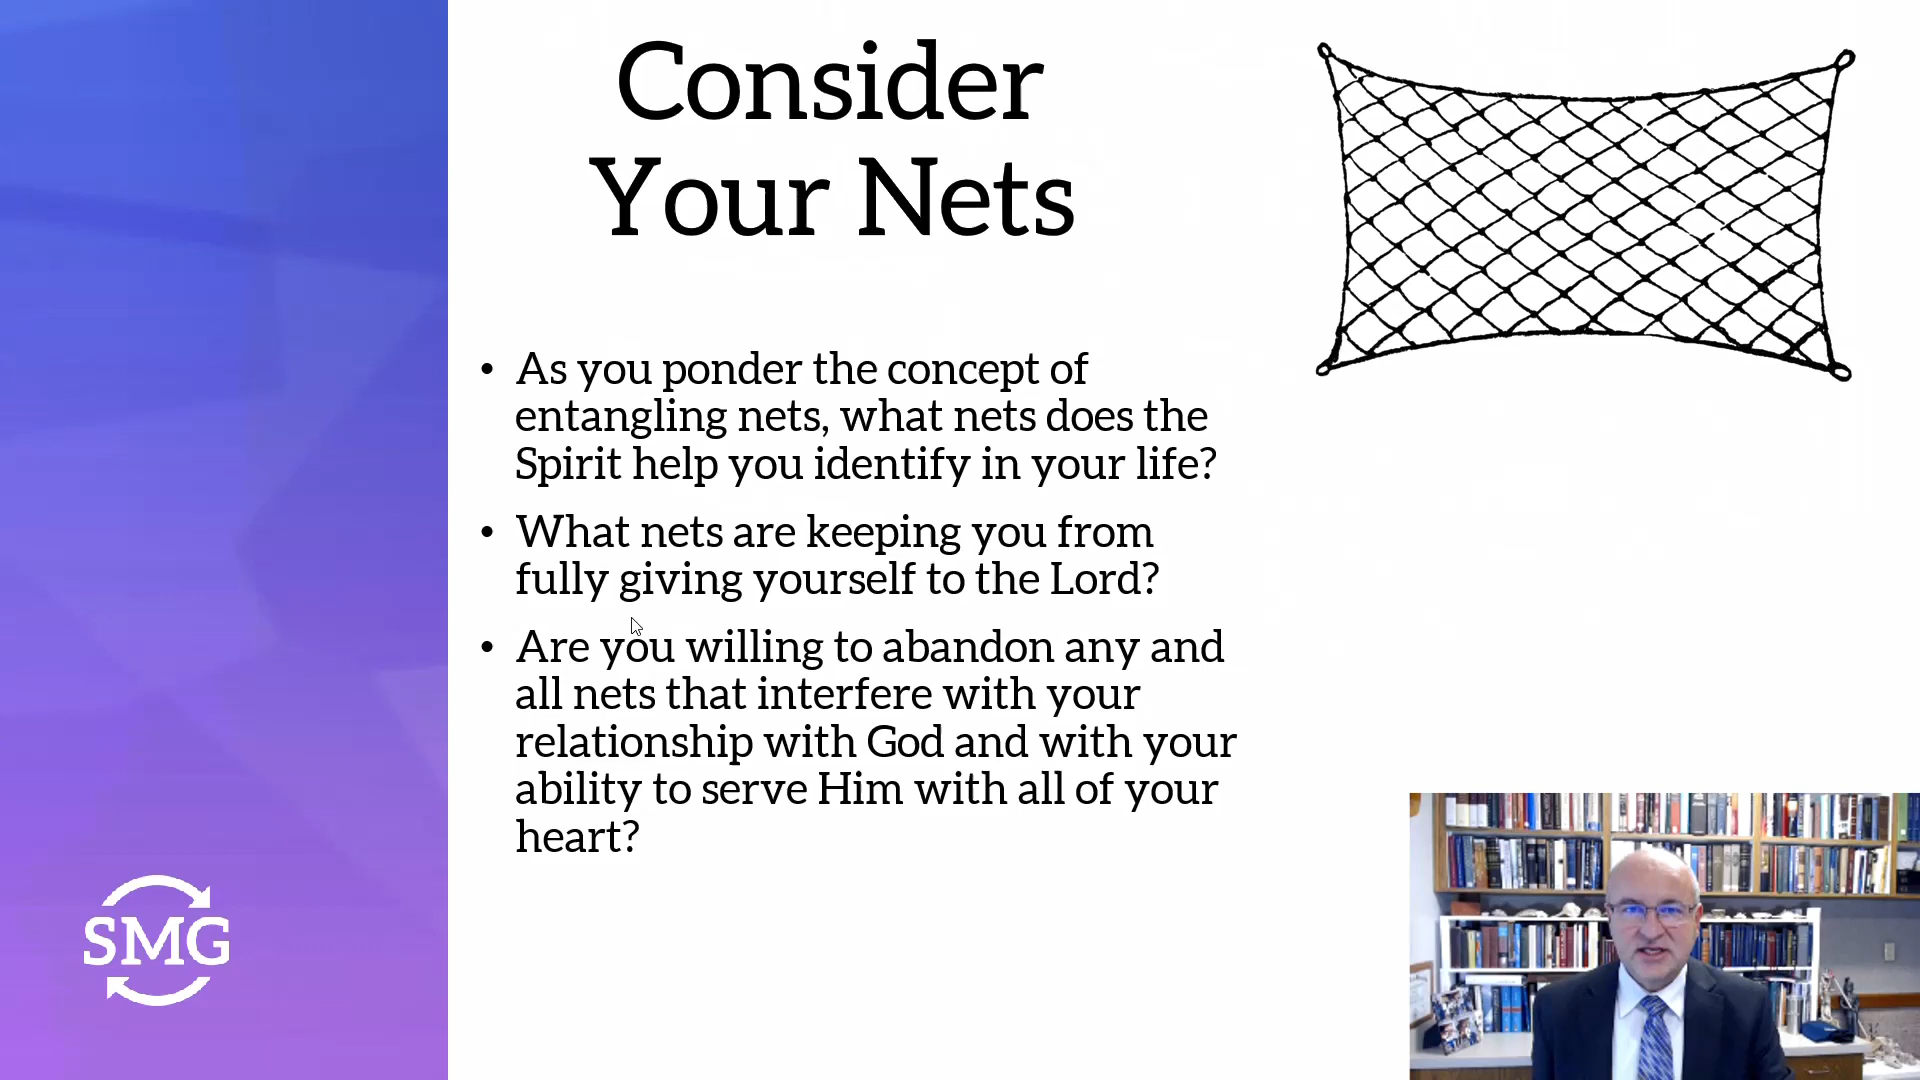 Consider
Your Nets
• As you ponder the concept of
entangling nets, what nets does the
Spirit help you identify in your life?
• What nets are keeping you from
fully giving yourself to the Lord?
• Are you willing to abandon any and
all nets that interfere with your
relationship with God and with your
ability to serve Him with all of your
heart?
SMG